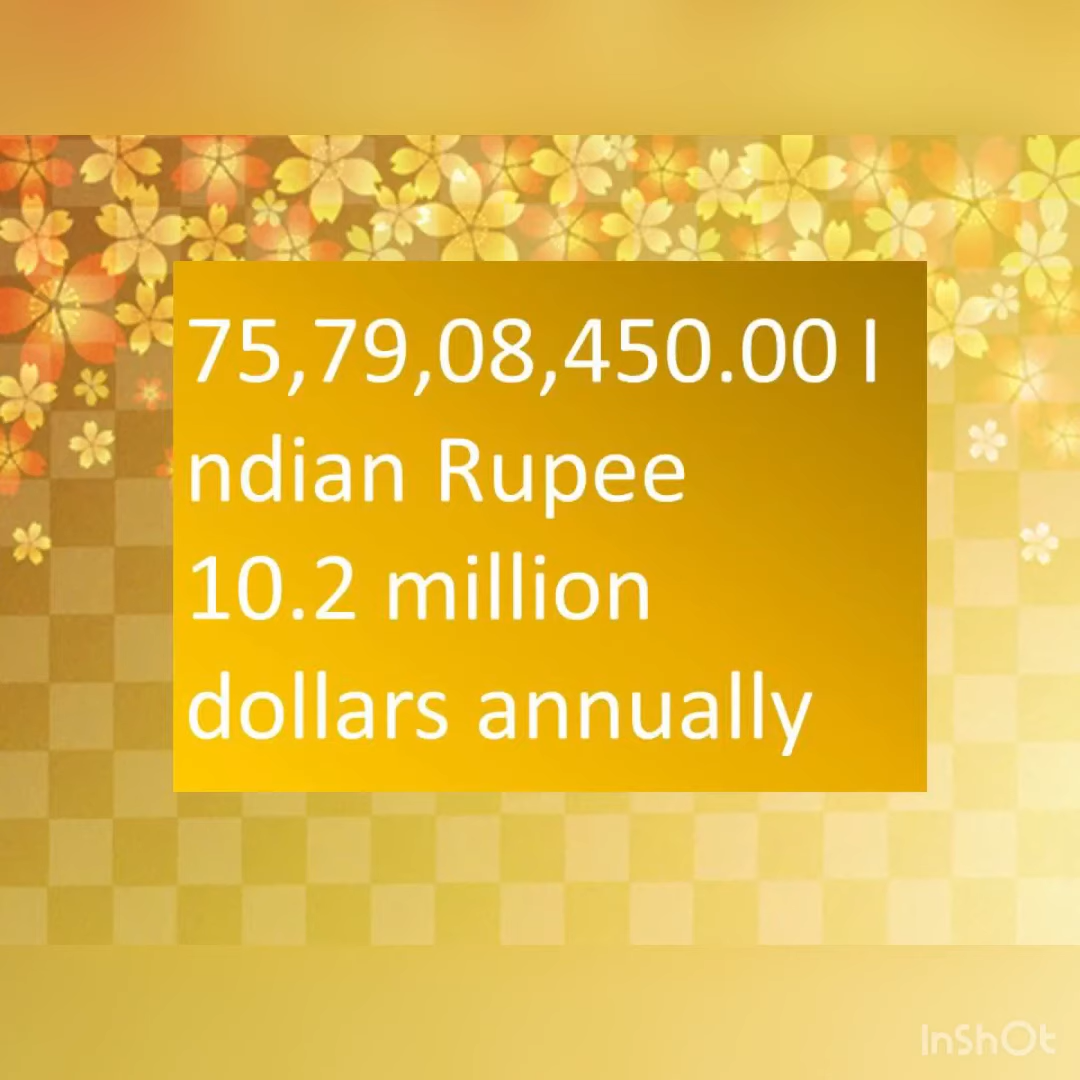 75,79,08,450.00 I
ndian Rupee
10.2 million
dollars annually
InShOt